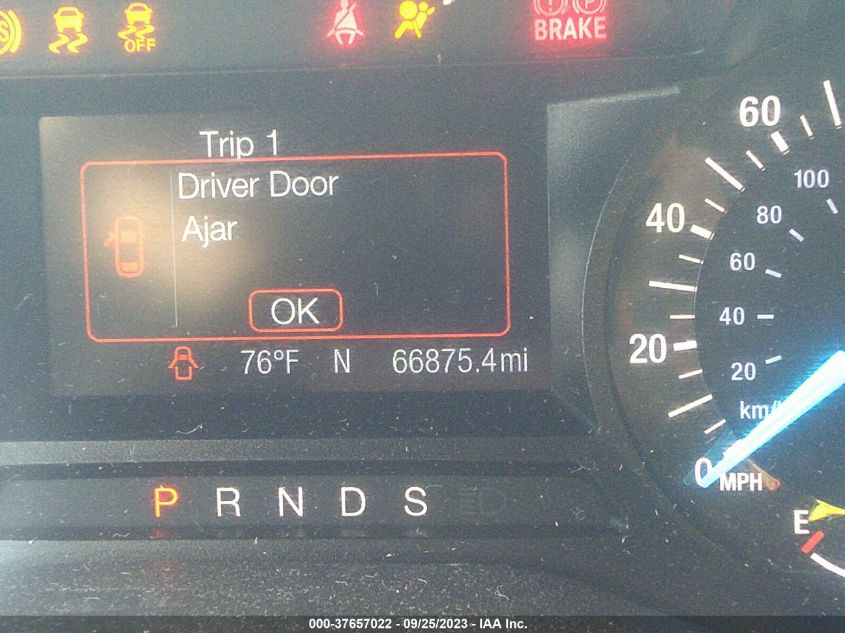 OFF
BRAKE
Trip 1
Driver Door
Ajar
OK
76°F N 66875.4mi
P R N D S
60
40
20
0
MPH
100
80
60
40
20
km/
E
000-37657022 - 09/25/2023 - IAA Inc.